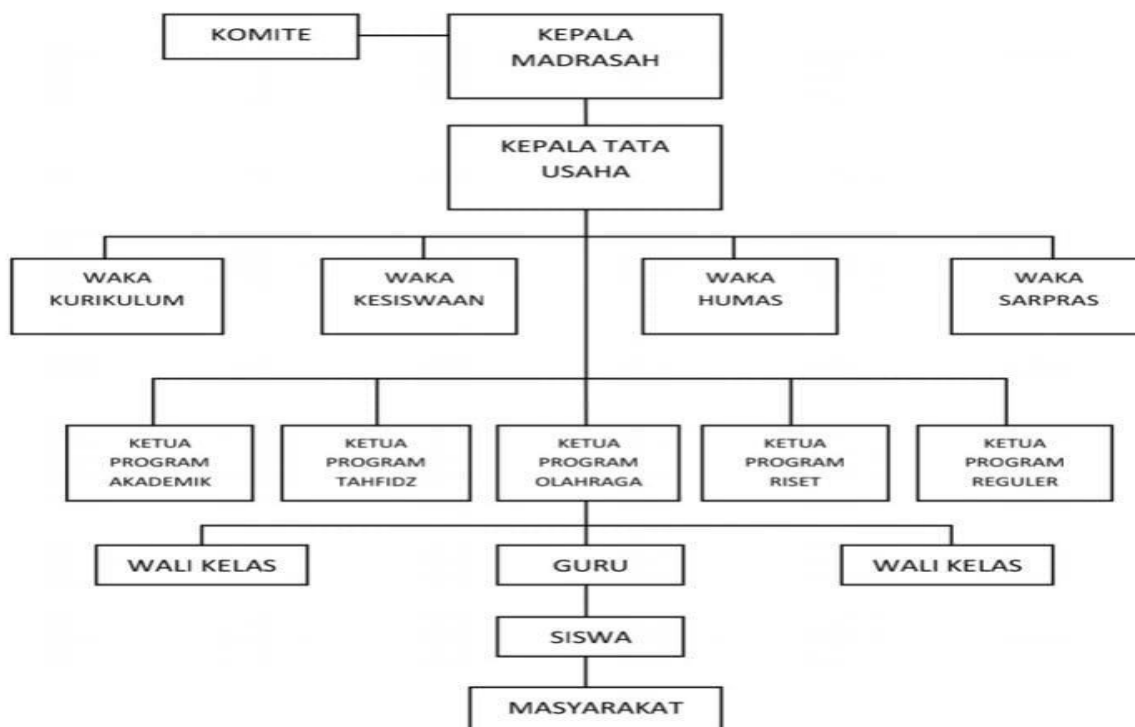 KOMITE
KEPALA
MADRASAH
KEPALA TATA
USAHA
WAKA
KURIKULUM
WAKA
KESISWAAN
WAKA
HUMAS
WAKA
SARPRAS
KETUA
PROGRAM
AKADEMIK
KETUA
PROGRAM
TAHFIDZ
KETUA
PROGRAM
OLAHRAGA
KETUA
PROGRAM
RISET
KETUA
PROGRAM
REGULER
WALI KELAS
GURU
WALI KELAS
SISWA
MASYARAKAT